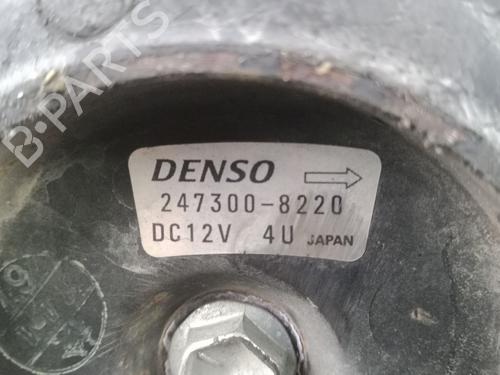 B-PARTS
DENSO
247300-8220
DC12V 4U JAPAN